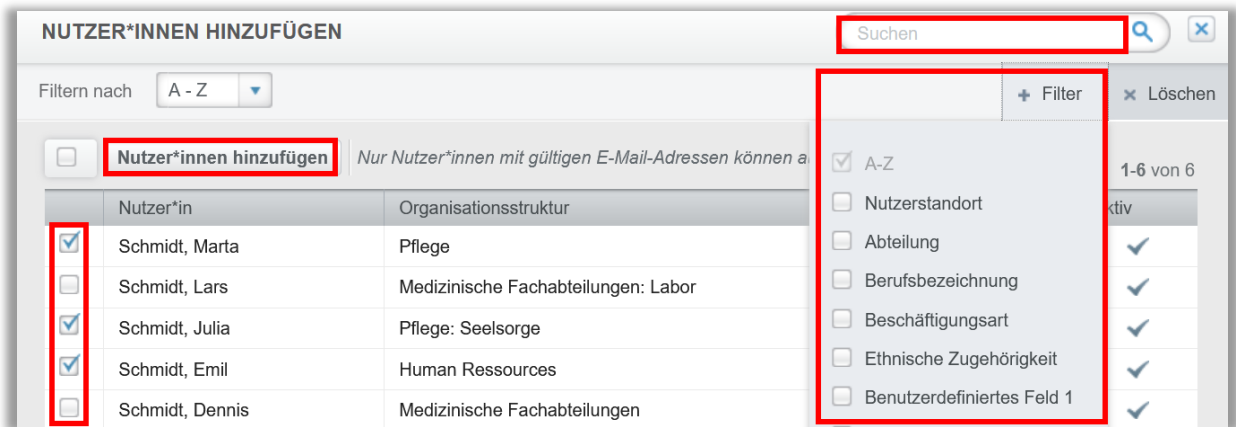 NUTZER*INNEN HINZUFÜGEN
Suchen
Filtern nach A - Z
Filter
Löschen
Nutzer*innen hinzufügen
Nur Nutzer*innen mit gültigen E-Mail-Adressen können a
1-6 von 6
Nutzer*in Organisationsstruktur ktiv
Schmidt, Marta Pflege
Schmidt, Lars Medizinische Fachabteilungen: Labor
Schmidt, Julia Pflege: Seelsorge
Schmidt, Emil Human Ressources
Schmidt, Dennis Medizinische Fachabteilungen
A-Z
Nutzerstandort
Abteilung
Berufsbezeichnung
Beschäftigungsart
Ethnische Zugehörigkeit
Benutzerdefiniertes Feld 1